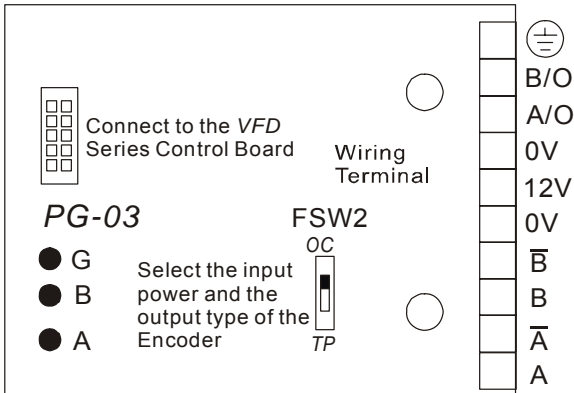 Connect to the VFD
Series Control Board
Wiring
Terminal
PG-03
FSW2
OC
TP
G
B
A
Select the input
power and the
output type of the
Encoder
B/O
A/O
0V
12V
0V
B̅
B
A̅
A